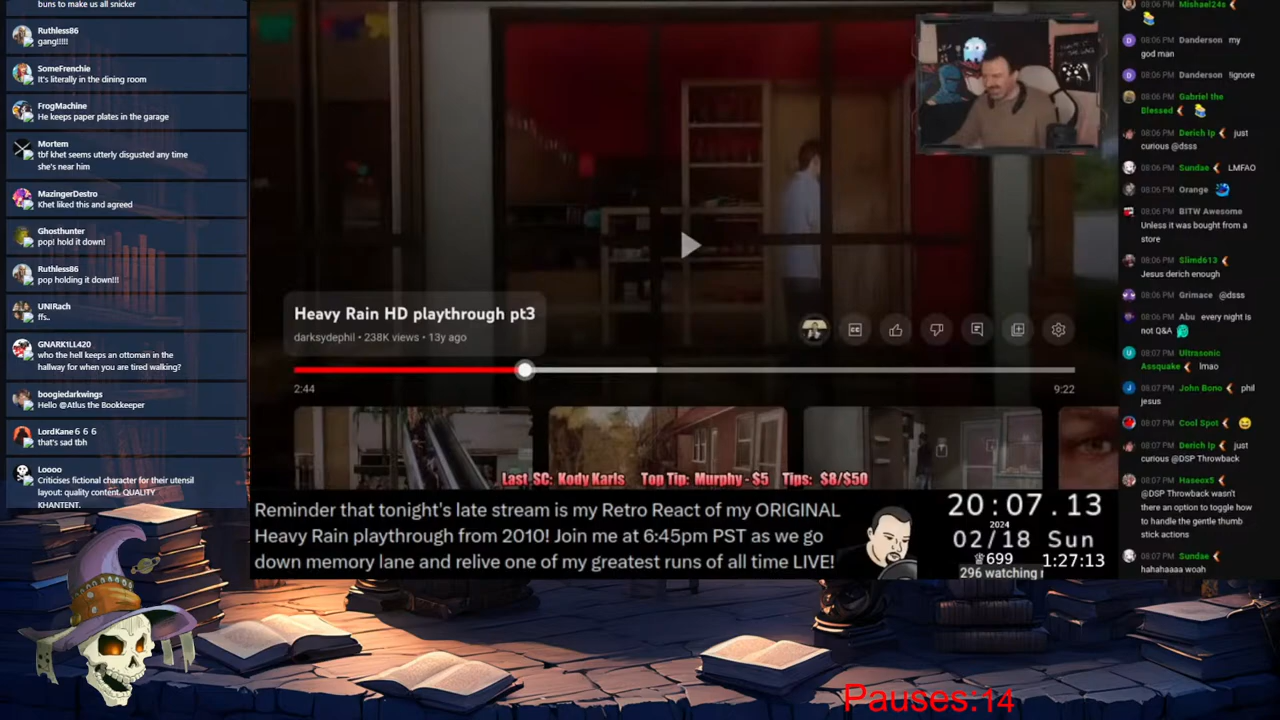 buns to make us all snicker
Ruthless86
gang!!!!!
SomeFrenchie
It's literally in the dining room
FrogMachine
He keeps paper plates in the garage
Mortem
tbf khet seems utterly disgusted any time
she's near him
MazingerDestro
Khet liked this and agreed
Ghosthunter
pop! hold it down!
Ruthless86
pop holding it down!!!
UNIRach
ffs..
GNARK1LL420
who the hell keeps an ottoman in the
hallway for when you are tired walking?
boogiedarkwings
Hello @Atlus the Bookkeeper
LordKane６６６
that's sad tbh
Loooo
Criticises fictional character for their utensil
layout: quality content. QUALITY
KHANTENT.
Heavy Rain HD playthrough pt3
darksydephil • 238K views • 13y ago
CC
2:44
9:22
Last SC: Kody Karls Top Tip: Murphy - $5 Tips: $8/$50
Reminder that tonight's late stream is my Retro React of my ORIGINAL
Heavy Rain playthrough from 2010! Join me at 6:45pm PST as we go
down memory lane and relive one of my greatest runs of all time LIVE!
20:07.13
2024
02/18 Sun
699
1:27:13
296 watching
08:06 PM Mishael24s
D 08:06 PM Danderson my
god man
D 08:06 PM Danderson !ignore
08:06 PM Gabriel the
Blessed
08:06 PM Derich Ip just
curious @dsss
08:06 PM Sundae LMFAO
08:06 PM Orange
08:06 PM BITW Awesome
Unless it was bought from a
store
08:06 PM Slimd613
Jesus derich enough
08:06 PM Grimace @dsss
08:06 PM Abu every night is
not Q&A
U 08:07 PM Ultrasonic
Assquake lmao
J 08:07 PM John Bono phil
jesus
08:07 PM Cool Spot
08:07 PM Derich Ip just
curious @DSP Throwback
08:07 PM Haseox5
@DSP Throwback wasn't
there an option to toggle how
to handle the gentle thumb
stick actions
08:07 PM Sundae
hahahaaaa woah
Pauses:14